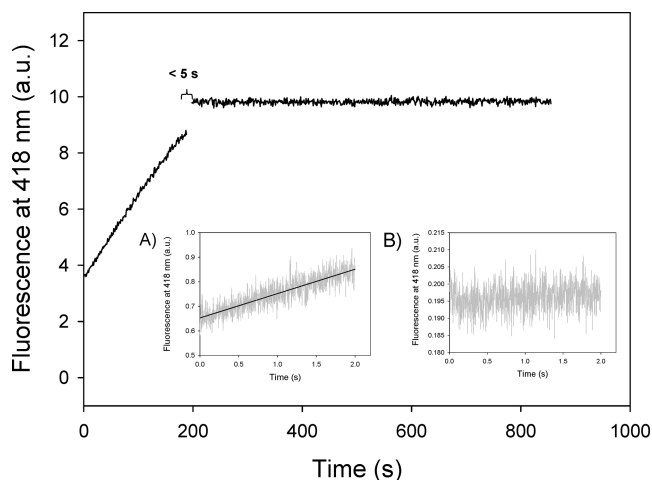 12
10
8
6
4
2
0
Fluorescence at 418 nm (a.u.)
< 5 s
A)
1.0
0.9
0.8
0.7
0.6
0.5
Fluorescence at 418 nm (a.u.)
0.0 0.5 1.0 1.5 2.0
Time (s)
B)
0.215
0.210
0.205
0.200
0.195
0.190
0.185
0.180
Fluorescence at 418 nm (a.u.)
0.0 0.5 1.0 1.5 2.0
Time (s)
0 200 400 600 800 1000
Time (s)